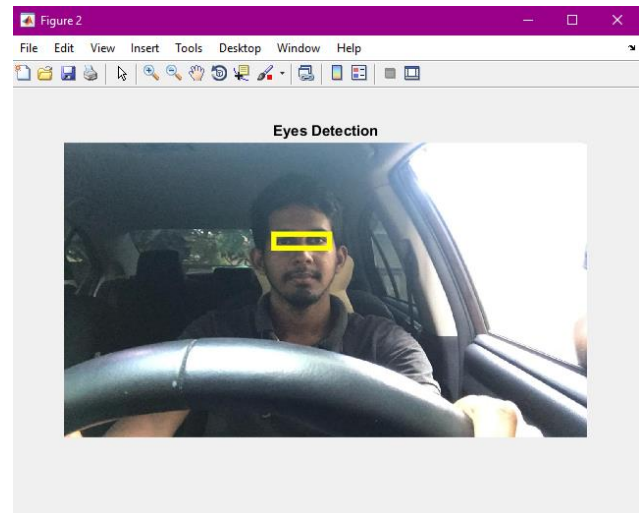 Figure 2
File Edit View Insert Tools Desktop Window Help
Eyes Detection